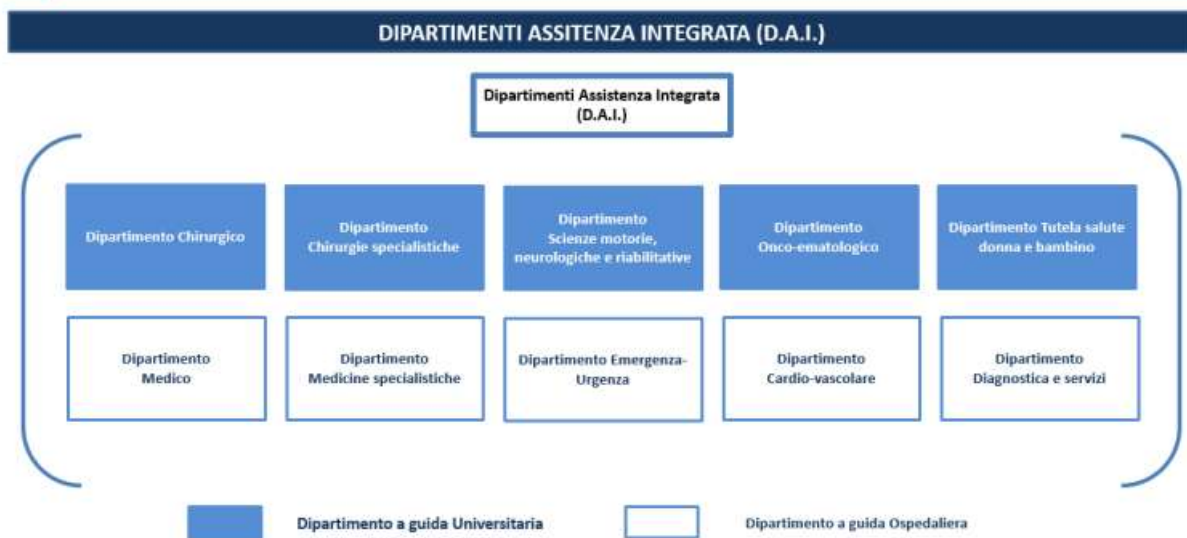 DIPARTIMENTI ASSITENZA INTEGRATA (D.A.I.)
Dipartimenti Assistenza Integrata
(D.A.I.)
Dipartimento Chirurgico
Dipartimento
Chirurgie specialistiche
Dipartimento
Scienze motorie,
neurologiche e riabilitative
Dipartimento
Onco-ematologico
Dipartimento Tutela salute
donna e bambino
Dipartimento
Medico
Dipartimento
Medicine specialistiche
Dipartimento Emergenza-
Urgenza
Dipartimento
Cardio-vascolare
Dipartimento
Diagnostica e servizi
Dipartimento a guida Universitaria
Dipartimento a guida Ospedaliera